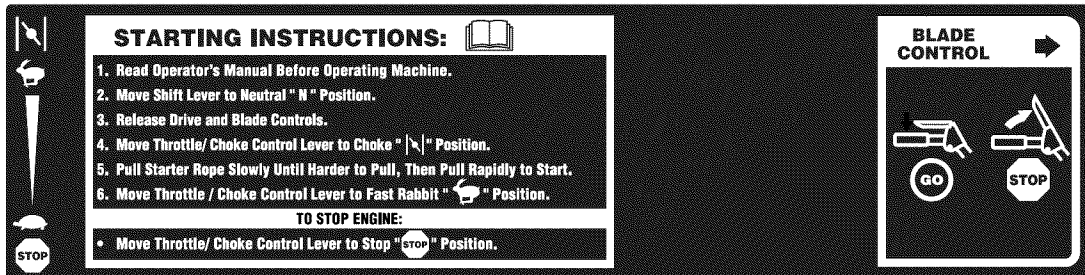 STARTING INSTRUCTIONS:
1. Read Operator's Manual Before Operating Machine.
2. Move Shift Lever to Neutral "N" Position.
3. Release Drive and Blade Controls.
4. Move Throttle/ Choke Control Lever to Choke " " Position.
5. Pull Starter Rope Slowly Until Harder to Pull, Then Pull Rapidly to Start.
6. Move Throttle / Choke Control Lever to Fast Rabbit " " Position.
TO STOP ENGINE:
• Move Throttle/ Choke Control Lever to Stop "STOP" Position.
STOP
BLADE
CONTROL
GO
STOP